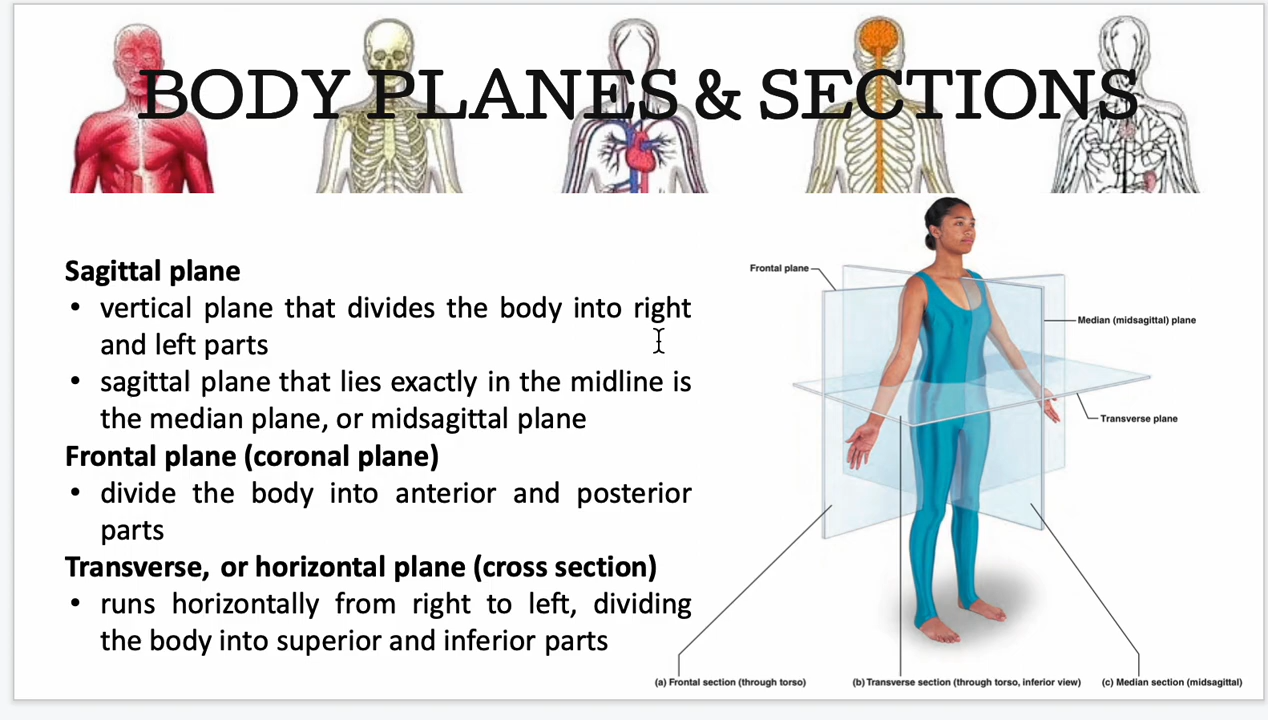 BODY PLANES & SECTIONS
Sagittal plane
• vertical plane that divides the body into right
and left parts
• sagittal plane that lies exactly in the midline is
the median plane, or midsagittal plane
Frontal plane (coronal plane)
• divide the body into anterior and posterior
parts
Transverse, or horizontal plane (cross section)
• runs horizontally from right to left, dividing
the body into superior and inferior parts
Frontal plane
Median (midsagittal) plane
Transverse plane
(a) Frontal section (through torso)
(b) Transverse section (through torso, inferior view)
(c) Median section (midsagittal)